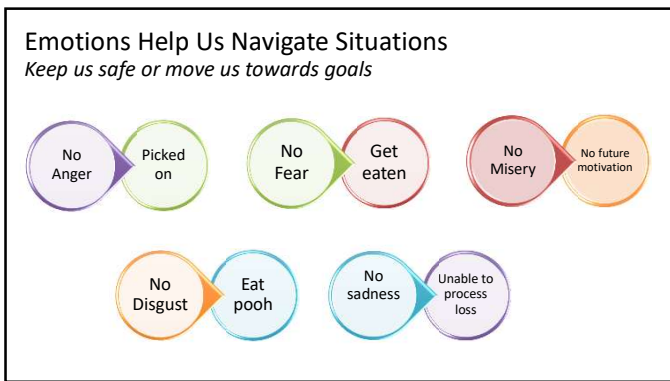 Emotions Help Us Navigate Situations
Keep us safe or move us towards goals
No
Anger
Picked
on
No
Fear
Get
eaten
No
Misery
No future
motivation
No
Disgust
Eat
pooh
No
sadness
Unable to
process
loss